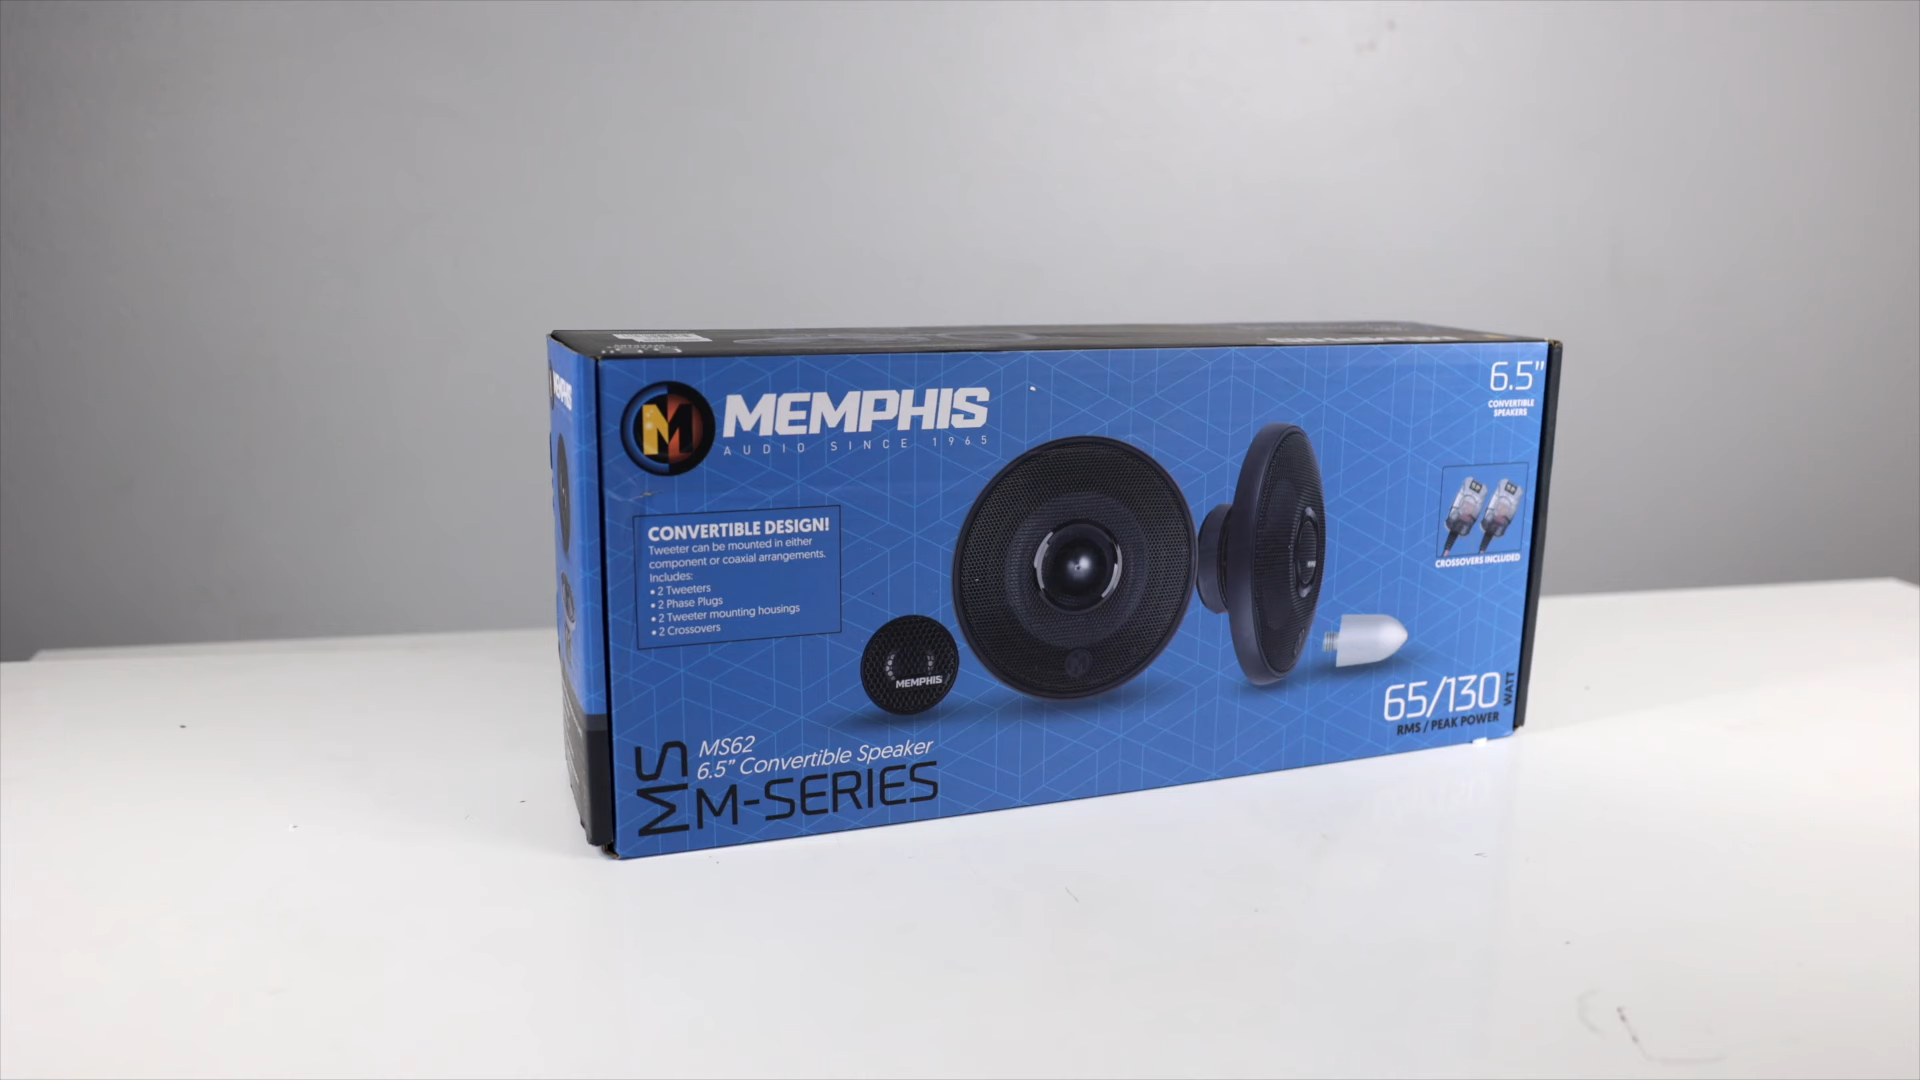 MEMPHIS
AUDIO SINCE 1965
6.5"
CONVERTIBLE
SPEAKERS
CONVERTIBLE DESIGN!
Tweeter can be mounted in either
component or coaxial arrangements.
Includes:
• 2 Tweeters
• 2 Phase Plugs
• 2 Tweeter mounting housings
• 2 Crossovers
CROSSOVERS INCLUDED
MEMPHIS
65/130 WATT
RMS / PEAK POWER
MS
MS62
6.5" Convertible Speaker
M-SERIES
MEMPHIS